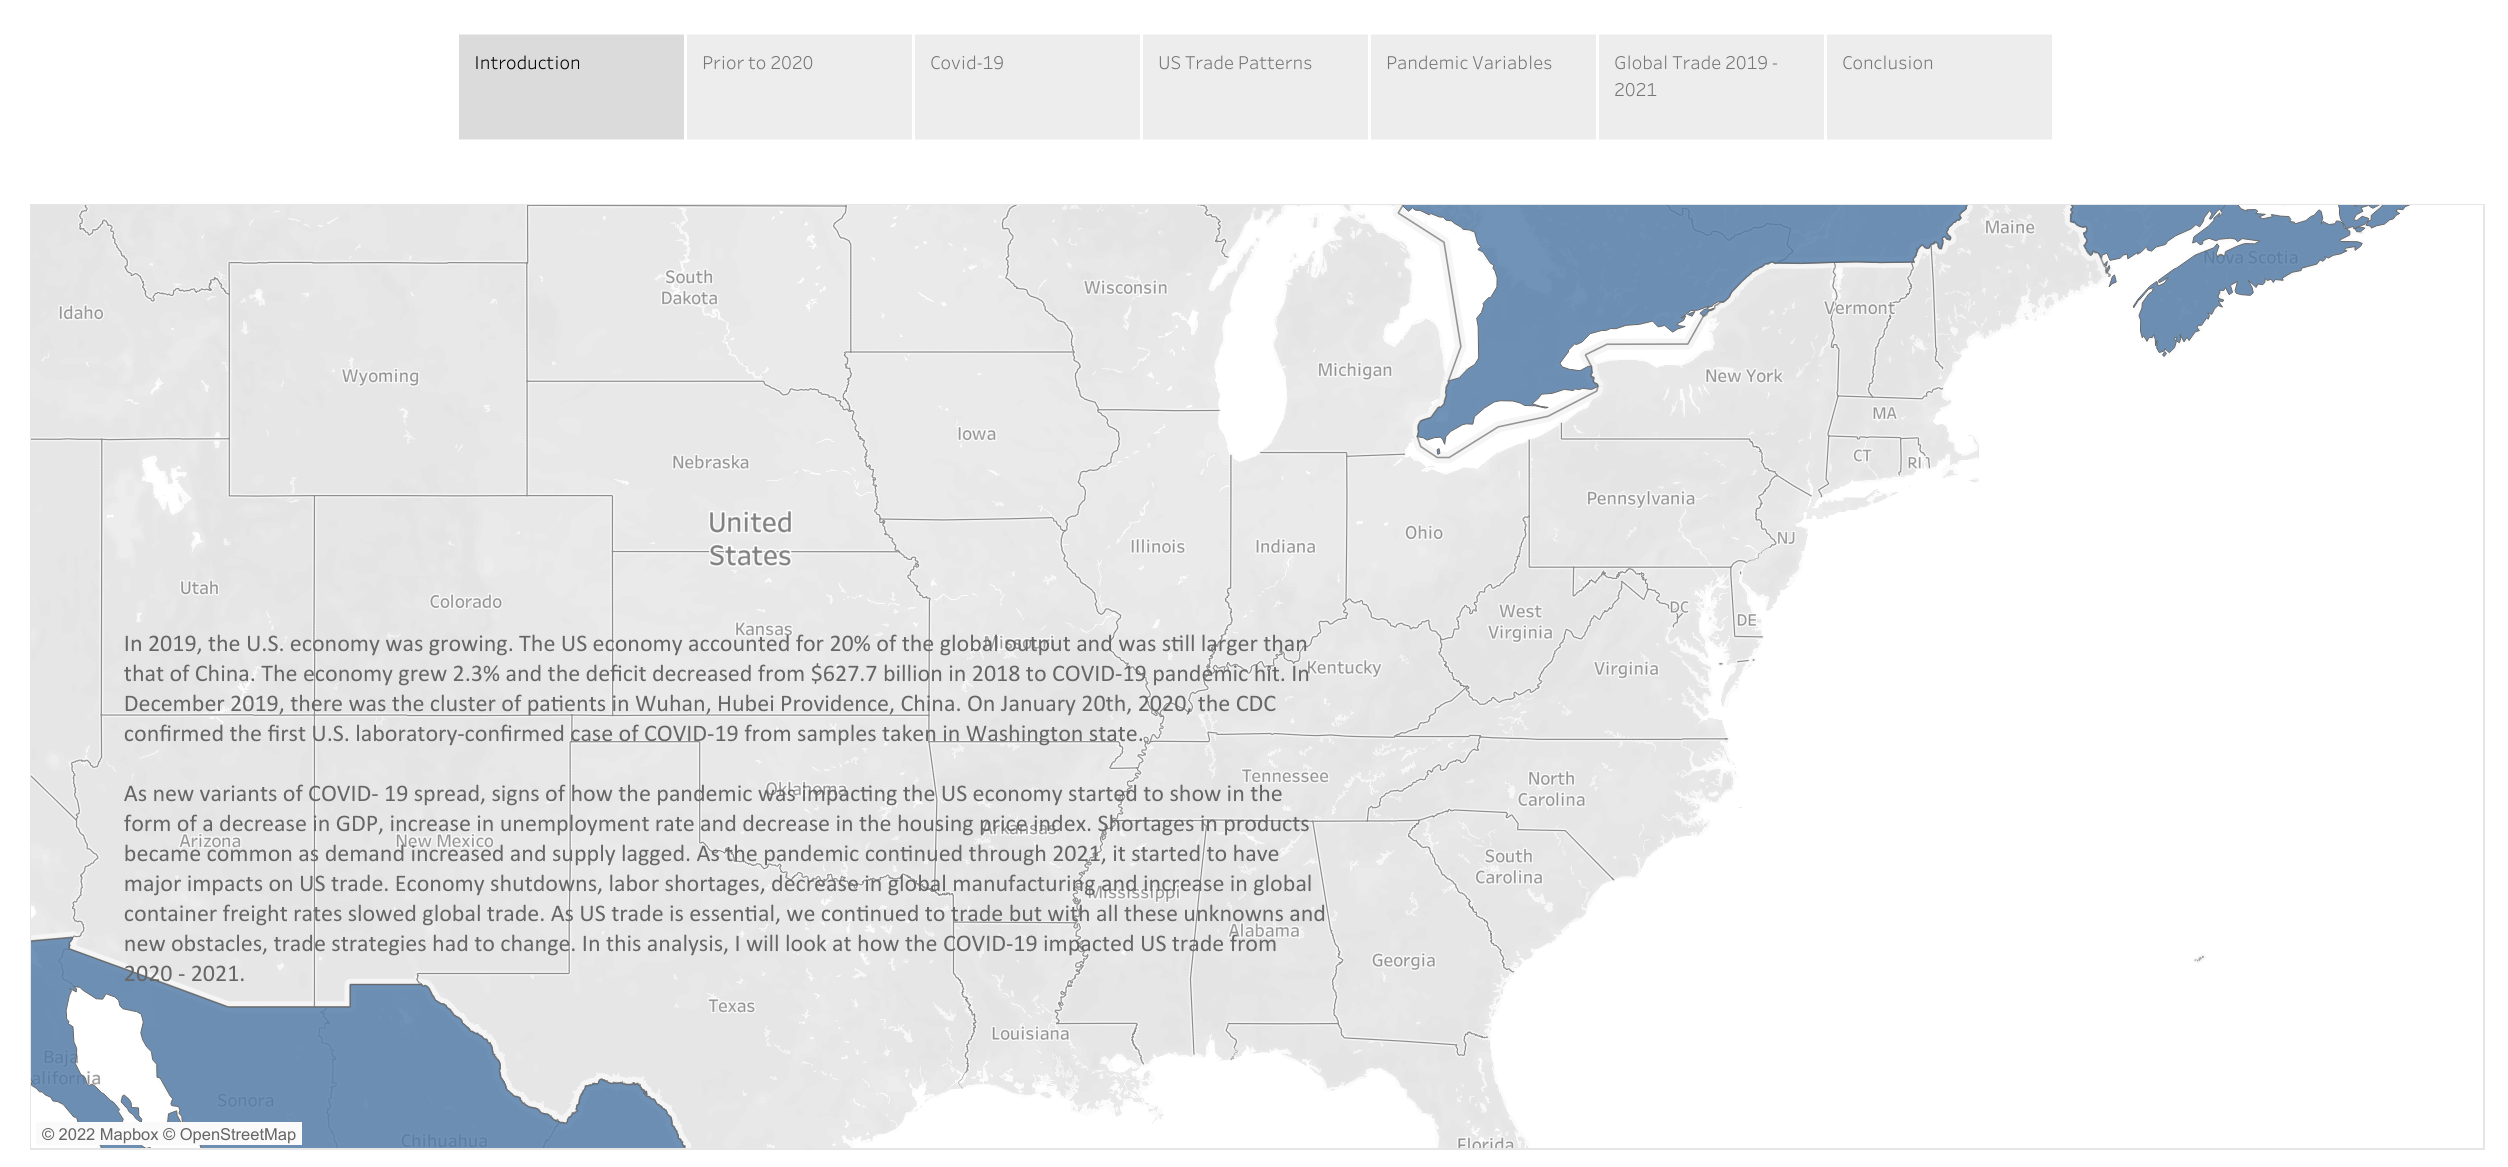 Introduction
Prior to 2020
Covid-19
US Trade Patterns
Pandemic Variables
Global Trade 2019 -
2021
Conclusion
Maine
Nova Scotia
South
Dakota
Wisconsin
Idaho
Vermont
Wyoming
Michigan
New York
MA
Iowa
CT
RI
Nebraska
Pennsylvania
United
States
Ohio
NJ
Illinois
Indiana
Utah
Colorado
DC
West
Virginia
DE
Kansas
Missouri
Kentucky
Virginia
In 2019, the U.S. economy was growing. The US economy accounted for 20% of the global output and was still larger than
that of China. The economy grew 2.3% and the deficit decreased from $627.7 billion in 2018 to COVID-19 pandemic hit. In
December 2019, there was the cluster of patients in Wuhan, Hubei Providence, China. On January 20th, 2020, the CDC
confirmed the first U.S. laboratory-confirmed case of COVID-19 from samples taken in Washington state.
Tennessee
North
Carolina
Oklahoma
As new variants of COVID- 19 spread, signs of how the pandemic was impacting the US economy started to show in the
form of a decrease in GDP, increase in unemployment rate and decrease in the housing price index. Shortages in products
became common as demand increased and supply lagged. As the pandemic continued through 2021, it started to have
major impacts on US trade. Economy shutdowns, labor shortages, decrease in global manufacturing and increase in global
container freight rates slowed global trade. As US trade is essential, we continued to trade but with all these unknowns and
new obstacles, trade strategies had to change. In this analysis, I will look at how the COVID-19 impacted US trade from
2020 - 2021.
Arkansas
Arizona
New Mexico
South
Carolina
Mississippi
Alabama
Georgia
Texas
Louisiana
Baja
alifornia
Sonora
Chihuahua
Florida
© 2022 Mapbox © OpenStreetMap